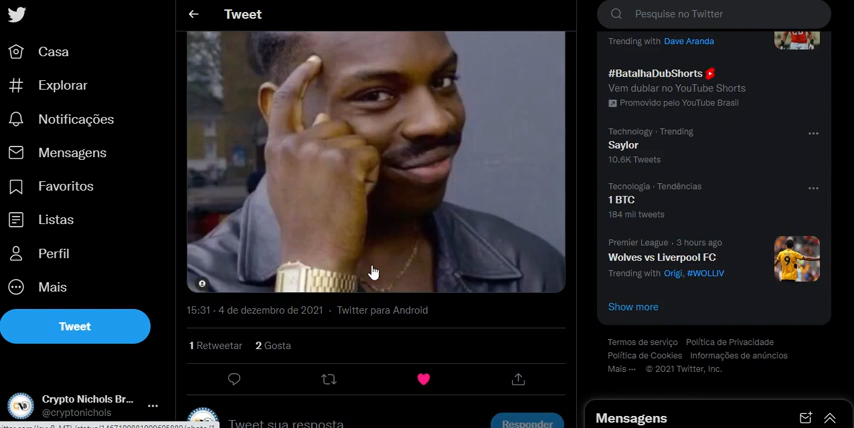 Casa
Explorar
Notificações
Mensagens
Favoritos
Listas
Perfil
Mais
Tweet
Crypto Nichols Br...
@cryptonichols
Tweet
15:31 · 4 de dezembro de 2021 · Twitter para Android
1 Retweetar 2 Gosta
Tweet sua resposta
Responder
Pesquise no Twitter
Trending with Dave Aranda
#BatalhaDubShorts
Vem dublar no YouTube Shorts
Promovido pelo YouTube Brasil
Technology · Trending
Saylor
10.6K Tweets
Tecnologia · Tendências
1 BTC
184 mil tweets
Premier League · 3 hours ago
Wolves vs Liverpool FC
Trending with Origi, #WOLLIV
Show more
Termos de serviço Política de Privacidade
Política de Cookies Informações de anúncios
Mais ··· © 2021 Twitter, Inc.
Mensagens